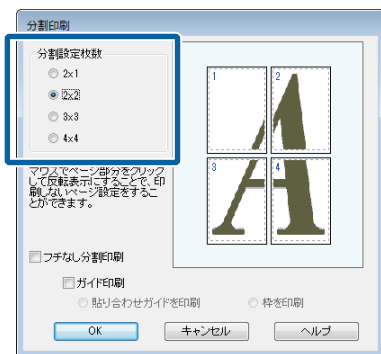 分割印刷
分割設定枚数
2x1
2x2
3x3
4x4
マウスでページ部分をクリック
して反転表示にすることで、印
刷しないページ設定をするこ
とができます。
1 2
3 4
フチなし分割印刷
ガイド印刷
貼り合わせガイドを印刷 枠を印刷
OK キャンセル ヘルプ